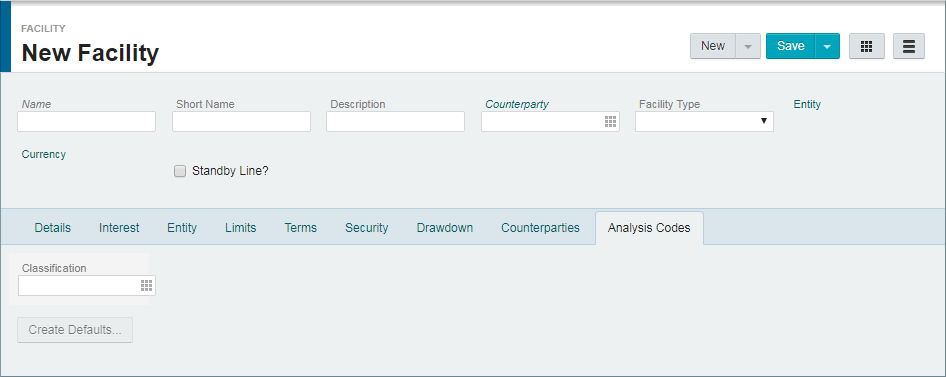 FACILITY
New Facility
New
Save
Name
Short Name
Description
Counterparty
Facility Type
Entity
Currency
Standby Line?
Details
Interest
Entity
Limits
Terms
Security
Drawdown
Counterparties
Analysis Codes
Classification
Create Defaults...